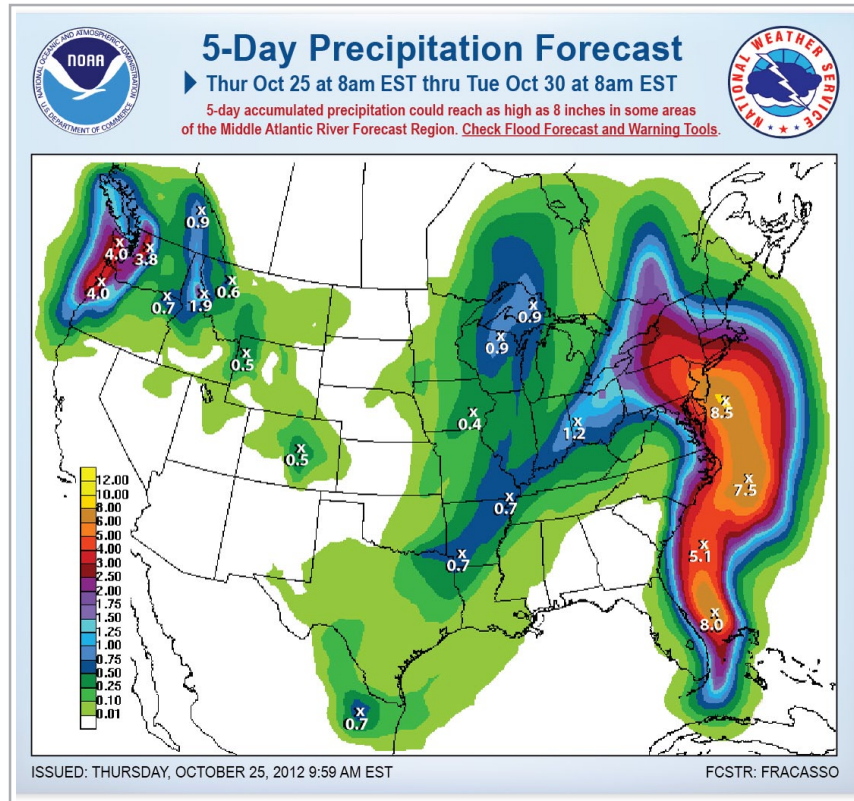 5-Day Precipitation Forecast
Thur Oct 25 at 8am EST thru Tue Oct 30 at 8am EST
5-day accumulated precipitation could reach as high as 8 inches in some areas
of the Middle Atlantic River Forecast Region. Check Flood Forecast and Warning Tools.
NATIONAL OCEANIC AND ATMOSPHERIC ADMINISTRATION
NOAA
U.S. DEPARTMENT OF COMMERCE
NATIONAL WEATHER SERVICE
x 0.9
x 4.0
x 3.8
x 4.0
x 0.7
x 1.9
x 0.6
x 0.5
x 0.9
x 0.9
x 0.4
x 1.2
x 8.5
x 0.5
x 7.5
x 0.7
x 0.7
x 5.1
x 8.0
x 0.7
12.00
10.00
8.00
6.00
5.00
4.00
3.00
2.50
2.00
1.75
1.50
1.25
1.00
0.75
0.50
0.25
0.10
0.01
ISSUED: THURSDAY, OCTOBER 25, 2012 9:59 AM EST
FCSTR: FRACASSO